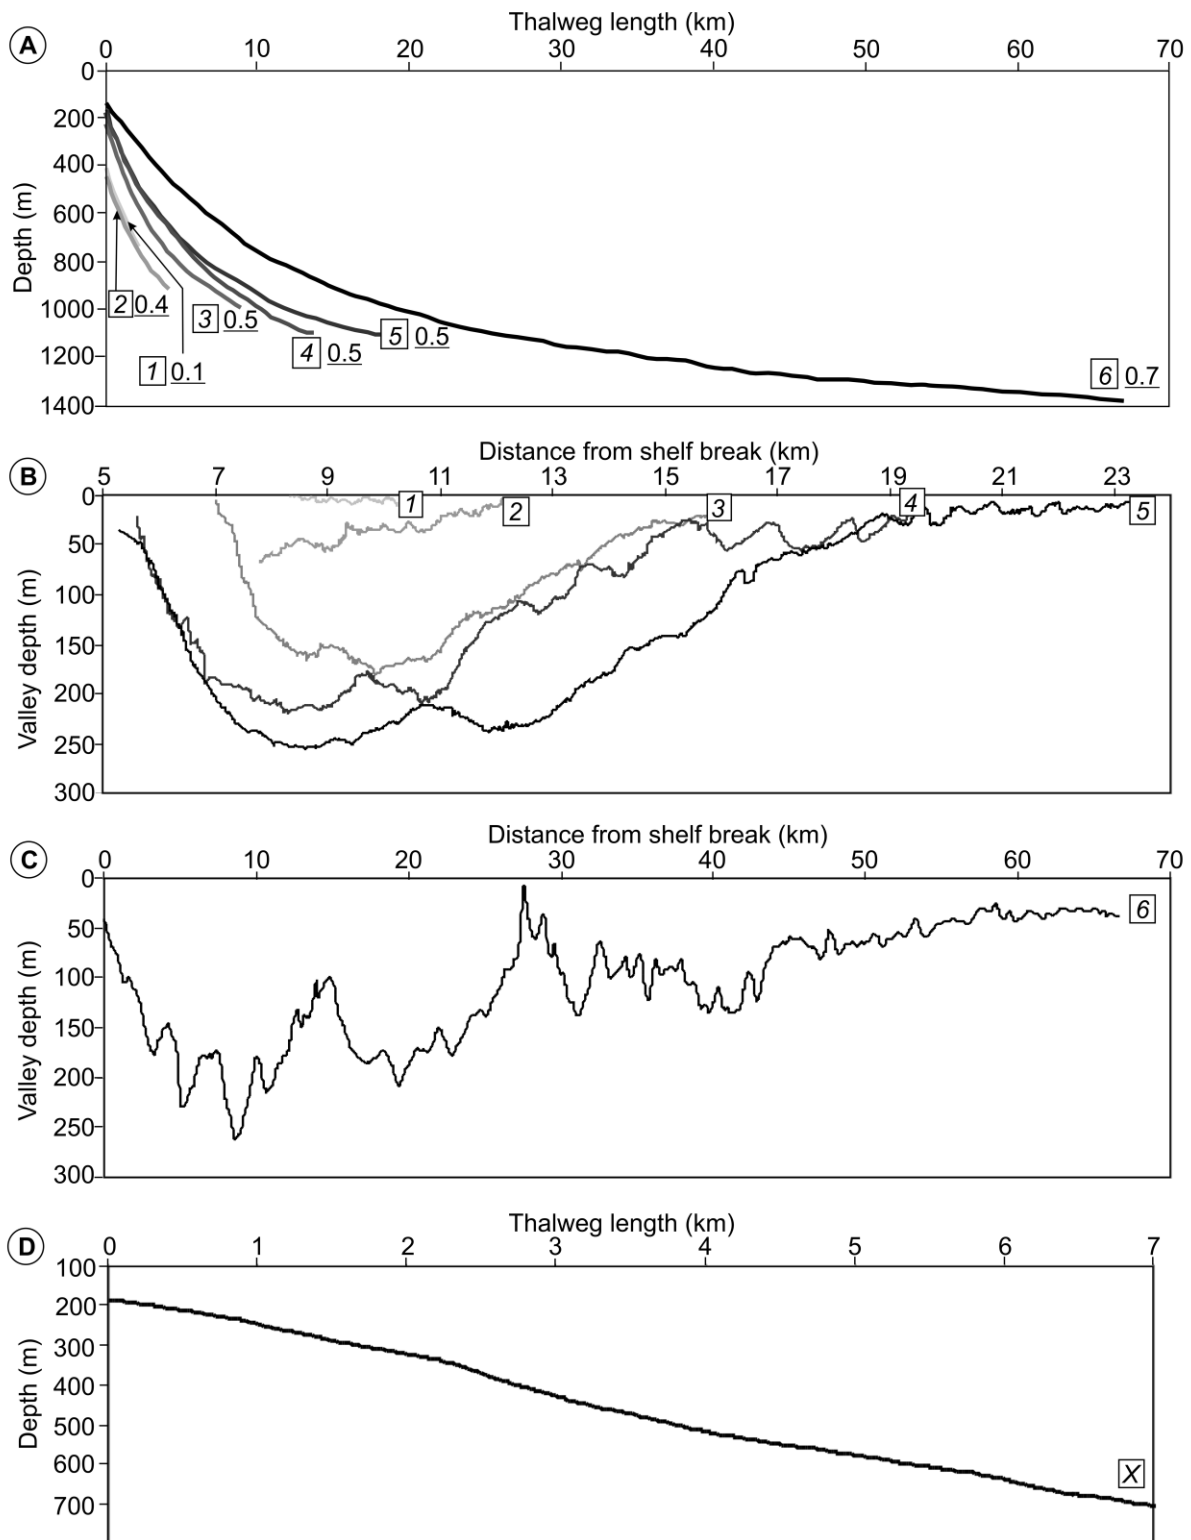 A
Thalweg length (km)
0 10 20 30 40 50 60 70
Depth (m)
0
200
400
600
800
1000
1200
1400
2 0.4
1 0.1
3 0.5
4 0.5
5 0.5
6 0.7
B
Distance from shelf break (km)
5 7 9 11 13 15 17 19 21 23
Valley depth (m)
0
50
100
150
200
250
300
1 2 3 4 5
C
Distance from shelf break (km)
0 10 20 30 40 50 60 70
Valley depth (m)
0
50
100
150
200
250
300
6
D
Thalweg length (km)
0 1 2 3 4 5 6 7
Depth (m)
100
200
300
400
500
600
700
X